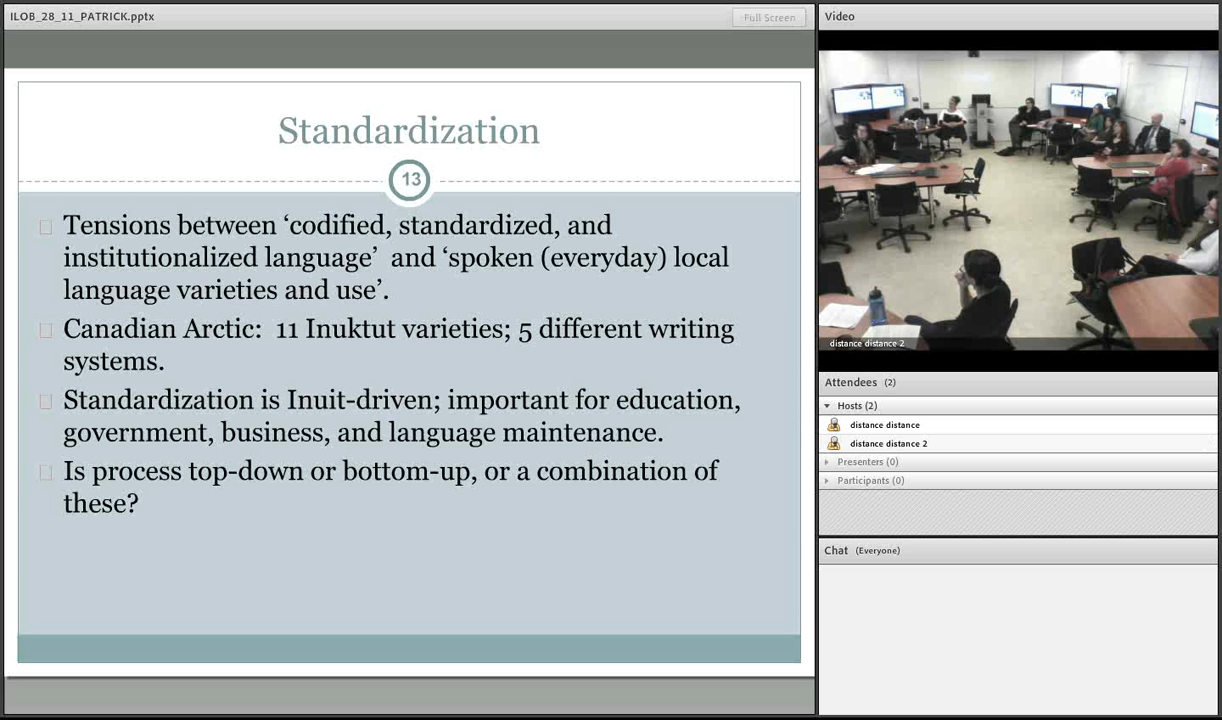 ILOB_28_11_PATRICK.pptx
Full Screen
Standardization
13
Tensions between ‘codified, standardized, and
institutionalized language’  and ‘spoken (everyday) local
language varieties and use’.
Canadian Arctic:  11 Inuktut varieties; 5 different writing
systems.
Standardization is Inuit-driven; important for education,
government, business, and language maintenance.
Is process top-down or bottom-up, or a combination of
these?
Video
distance distance 2
Attendees (2)
Hosts (2)
distance distance
distance distance 2
Presenters (0)
Participants (0)
Chat (Everyone)